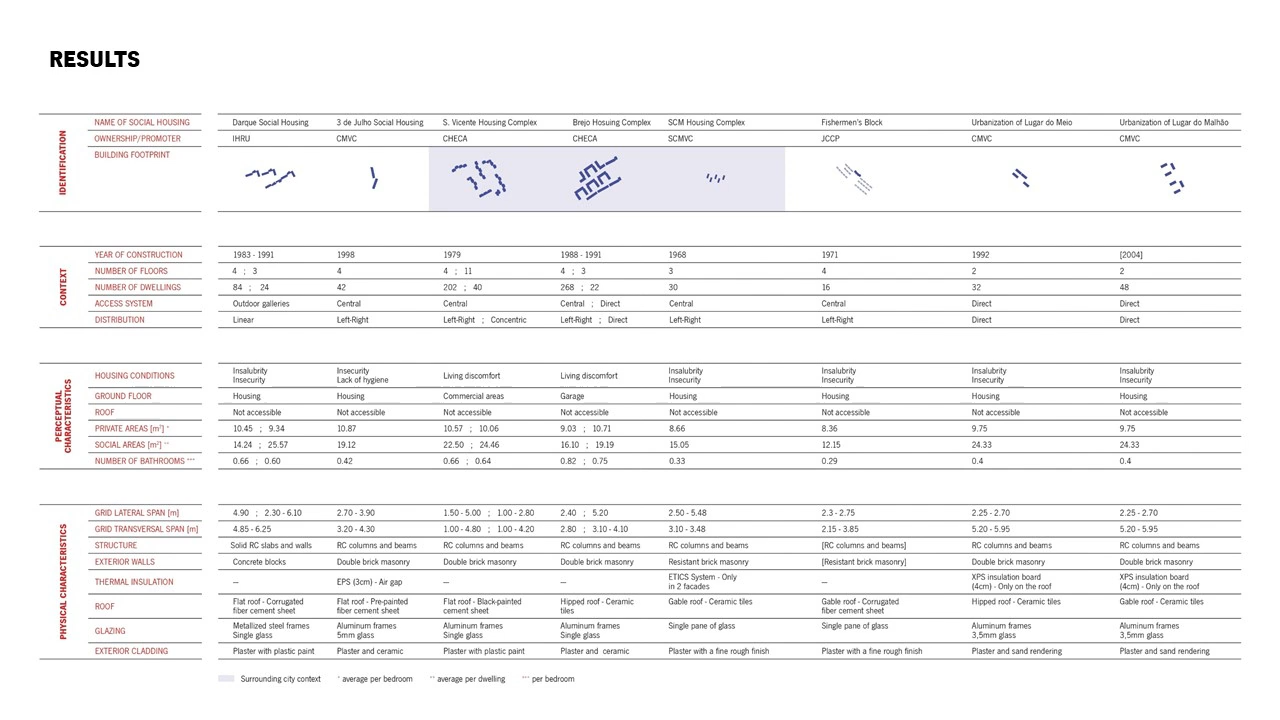 RESULTS
IDENTIFICATION
NAME OF SOCIAL HOUSING Darque Social Housing 3 de Julho Social Housing S. Vicente Housing Complex Brejo Hosuing Complex SCM Housing Complex Fishermen's Block Urbanization of Lugar do Meio Urbanization of Lugar do Malhão
OWNERSHIP/PROMOTER IHRU CMVC CHECA CHECA SCMVC JCCP CMVC CMVC
BUILDING FOOTPRINT
CONTEXT
YEAR OF CONSTRUCTION 1983 - 1991 1998 1979 1988 - 1991 1968 1971 1992 [2004]
NUMBER OF FLOORS 4 ; 3 4 4 ; 11 4 ; 3 3 4 2 2
NUMBER OF DWELLINGS 84 ; 24 42 202 ; 40 268 ; 22 30 16 32 48
ACCESS SYSTEM Outdoor galleries Central Central Central ; Direct Central Central Direct Direct
DISTRIBUTION Linear Left-Right Left-Right ; Concentric Left-Right ; Direct Left-Right Left-Right Direct Direct
PERCEPTUAL
CHARACTERISTICS
HOUSING CONDITIONS Insalubrity Insecurity Living discomfort Living discomfort Insalubrity Insalubrity Insalubrity Insalubrity
Insecurity Lack of hygiene Insecurity Insecurity Insecurity Insecurity
GROUND FLOOR Housing Housing Commercial areas Garage Housing Housing Housing Housing
ROOF Not accessible Not accessible Not accessible Not accessible Not accessible Not accessible Not accessible Not accessible
PRIVATE AREAS [m²] * 10.45 ; 9.34 10.87 10.57 ; 10.06 9.03 ; 10.71 8.66 8.36 9.75 9.75
SOCIAL AREAS [m²] ** 14.24 ; 25.57 19.12 22.50 ; 24.46 16.10 ; 19.19 15.05 12.15 24.33 24.33
NUMBER OF BATHROOMS *** 0.66 ; 0.60 0.42 0.66 ; 0.64 0.82 ; 0.75 0.33 0.29 0.4 0.4
PHYSICAL CHARACTERISTICS
GRID LATERAL SPAN [m] 4.90 ; 2.30 - 6.10 2.70 - 3.90 1.50 - 5.00 ; 1.00 - 2.80 2.40 ; 5.20 2.50 - 5.48 2.3 - 2.75 2.25 - 2.70 2.25 - 2.70
GRID TRANSVERSAL SPAN [m] 4.85 - 6.25 3.20 - 4.30 1.00 - 4.80 ; 1.00 - 4.20 2.80 ; 3.10 - 4.10 3.10 - 3.48 2.15 - 3.85 5.20 - 5.95 5.20 - 5.95
STRUCTURE Solid RC slabs and walls RC columns and beams RC columns and beams RC columns and beams RC columns and beams [RC columns and beams] RC columns and beams RC columns and beams
EXTERIOR WALLS Concrete blocks Double brick masonry Double brick masonry Double brick masonry Resistant brick masonry [Resistant brick masonry] Double brick masonry Double brick masonry
THERMAL INSULATION — EPS (3cm) - Air gap — — ETICS System - Only — XPS insulation board XPS insulation board
in 2 facades (4cm) - Only on the roof (4cm) - Only on the roof
ROOF Flat roof - Corrugated Flat roof - Pre-painted Flat roof - Black-painted Hipped roof - Ceramic Gable roof - Ceramic tiles Gable roof - Corrugated Hipped roof - Ceramic tiles Gable roof - Ceramic tiles
fiber cement sheet fiber cement sheet cement sheet tiles fiber cement sheet
GLAZING Metallized steel frames Aluminum frames Aluminum frames Aluminum frames Single pane of glass Single pane of glass Aluminum frames Aluminum frames
Single glass 5mm glass Single glass Single glass 3,5mm glass 3,5mm glass
EXTERIOR CLADDING Plaster with plastic paint Plaster and ceramic Plaster with plastic paint Plaster and ceramic Plaster with a fine rough finish Plaster with a fine rough finish Plaster and sand rendering Plaster and sand rendering
Surrounding city context * average per bedroom ** average per dwelling *** per bedroom